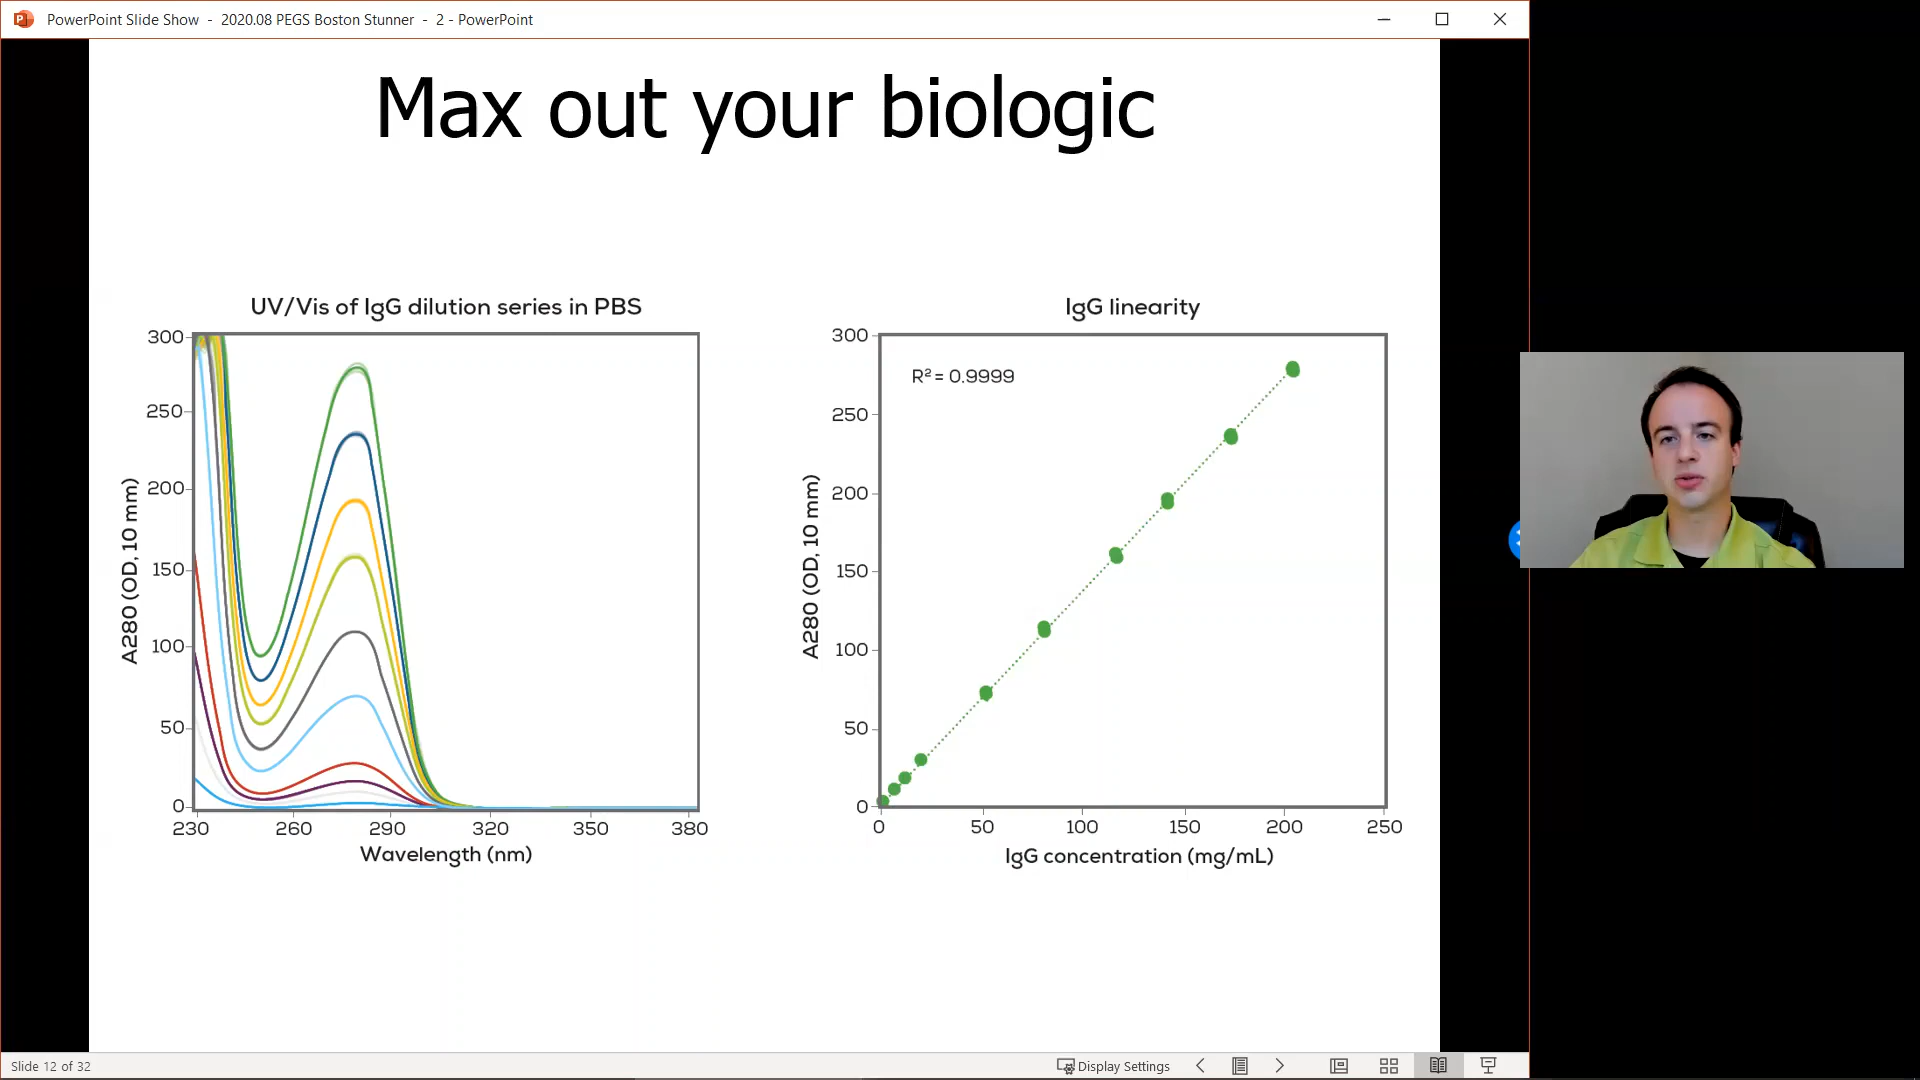 PowerPoint Slide Show - 2020.08 PEGS Boston Stunner - 2 - PowerPoint
Max out your biologic
UV/Vis of IgG dilution series in PBS
300
250
200
150
100
50
0
A280 (OD, 10 mm)
230 260 290 320 350 380
Wavelength (nm)
IgG linearity
R² = 0.9999
300
250
200
150
100
50
0
A280 (OD, 10 mm)
0 50 100 150 200 250
IgG concentration (mg/mL)
Slide 12 of 32
Display Settings